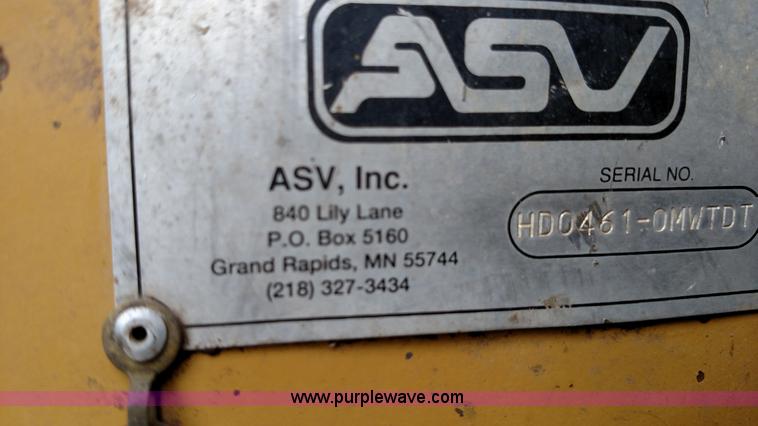 ASV
ASV, Inc.
840 Lily Lane
P.O. Box 5160
Grand Rapids, MN 55744
(218) 327-3434
SERIAL NO.
HD0461-0MWTDT
www.purplewave.com